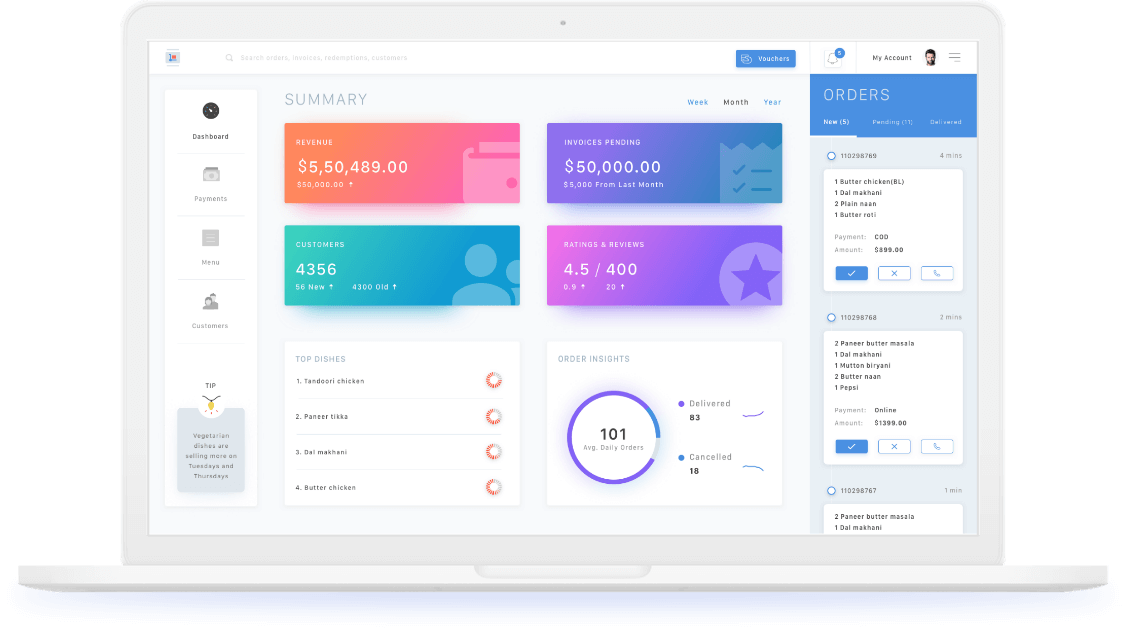 Search orders, invoices, redemations, customers
Vouchers
5
My Account
Dashboard
Payments
Menu
Customers
TIP
Vegetarian
dishes are
selling more on
Tuesdays and
Thursdays
SUMMARY
Week Month Year
REVENUE
$5,50,489.00
$50,000.00 ↑
INVOICES PENDING
$50,000.00
$5,000 From Last Month
CUSTOMERS
4356
56 New ↑ 4300 Old ↑
RATINGS & REVIEWS
4.5 / 400
0.9 ↑ 20 ↑
TOP DISHES
1. Tandoori chicken
2. Paneer tikka
3. Dal makhani
4. Butter chicken
ORDER INSIGHTS
101
Avg. Daily Orders
Delivered
83
Cancelled
18
ORDERS
New (5) Pending (11) Delivered
110298769 4 mins
1 Butter chicken(BL)
1 Dal makhani
2 Plain naan
1 Butter roti
Payment: COD
Amount: $899.00
110298768 2 mins
2 Paneer butter masala
1 Dal makhani
1 Mutton biryani
2 Butter naan
1 Pepsi
Payment: Online
Amount: $1399.00
110298767 1 min
2 Paneer butter masala
1 Dal makhani